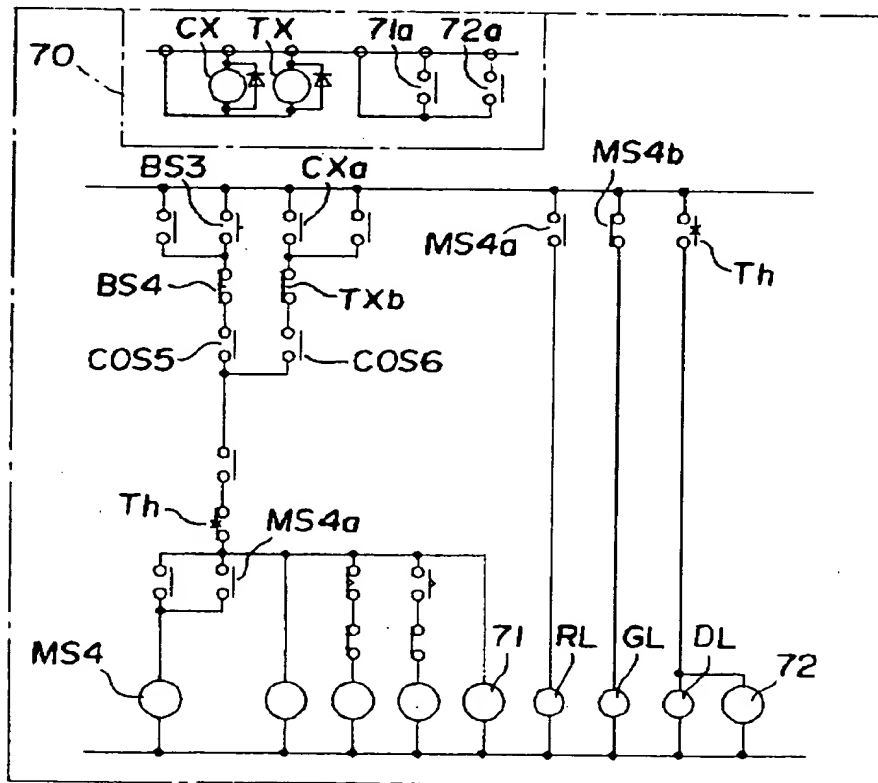 CX TX 71a 72a
70
BS3 CXa MS4b
MS4a
Th
BS4 TXb
COS5 COS6
Th
MS4a
MS4 71 RL GL DL 72